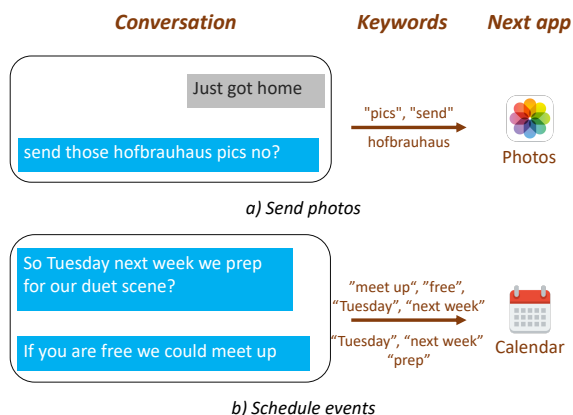 Conversation Keywords Next app
Just got home
send those hofbrauhaus pics no?
"pics", "send"
hofbrauhaus
Photos
a) Send photos
So Tuesday next week we prep
for our duet scene?
If you are free we could meet up
”meet up“, ”free”,
“Tuesday”, “next week”
“Tuesday”, “next week”
“prep”
Calendar
b) Schedule events